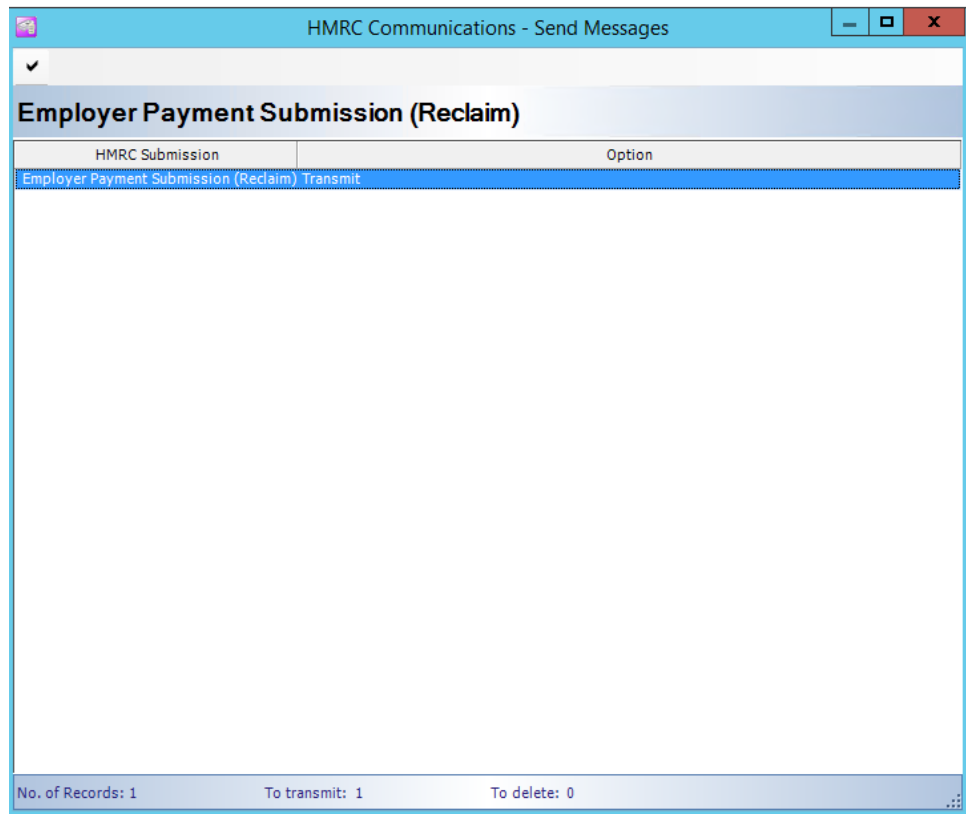 HMRC Communications - Send Messages
Employer Payment Submission (Reclaim)
HMRC Submission Option
Employer Payment Submission (Reclaim) Transmit
No. of Records: 1 To transmit: 1 To delete: 0